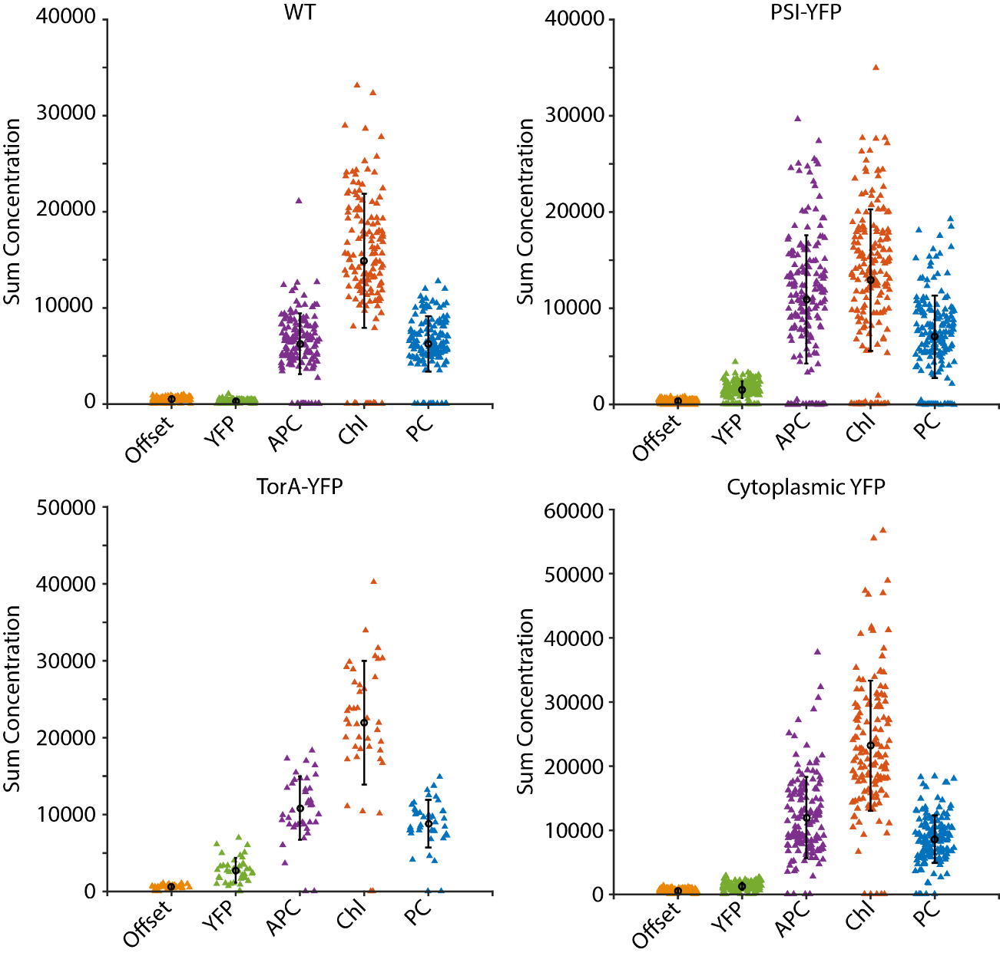 WT
40000
30000
20000
10000
0
Sum Concentration
Offset
YFP
APC
Chl
PC
PSI-YFP
40000
30000
20000
10000
0
Sum Concentration
Offset
YFP
APC
Chl
PC
TorA-YFP
50000
40000
30000
20000
10000
0
Sum Concentration
Offset
YFP
APC
Chl
PC
Cytoplasmic YFP
60000
50000
40000
30000
20000
10000
0
Sum Concentration
Offset
YFP
APC
Chl
PC